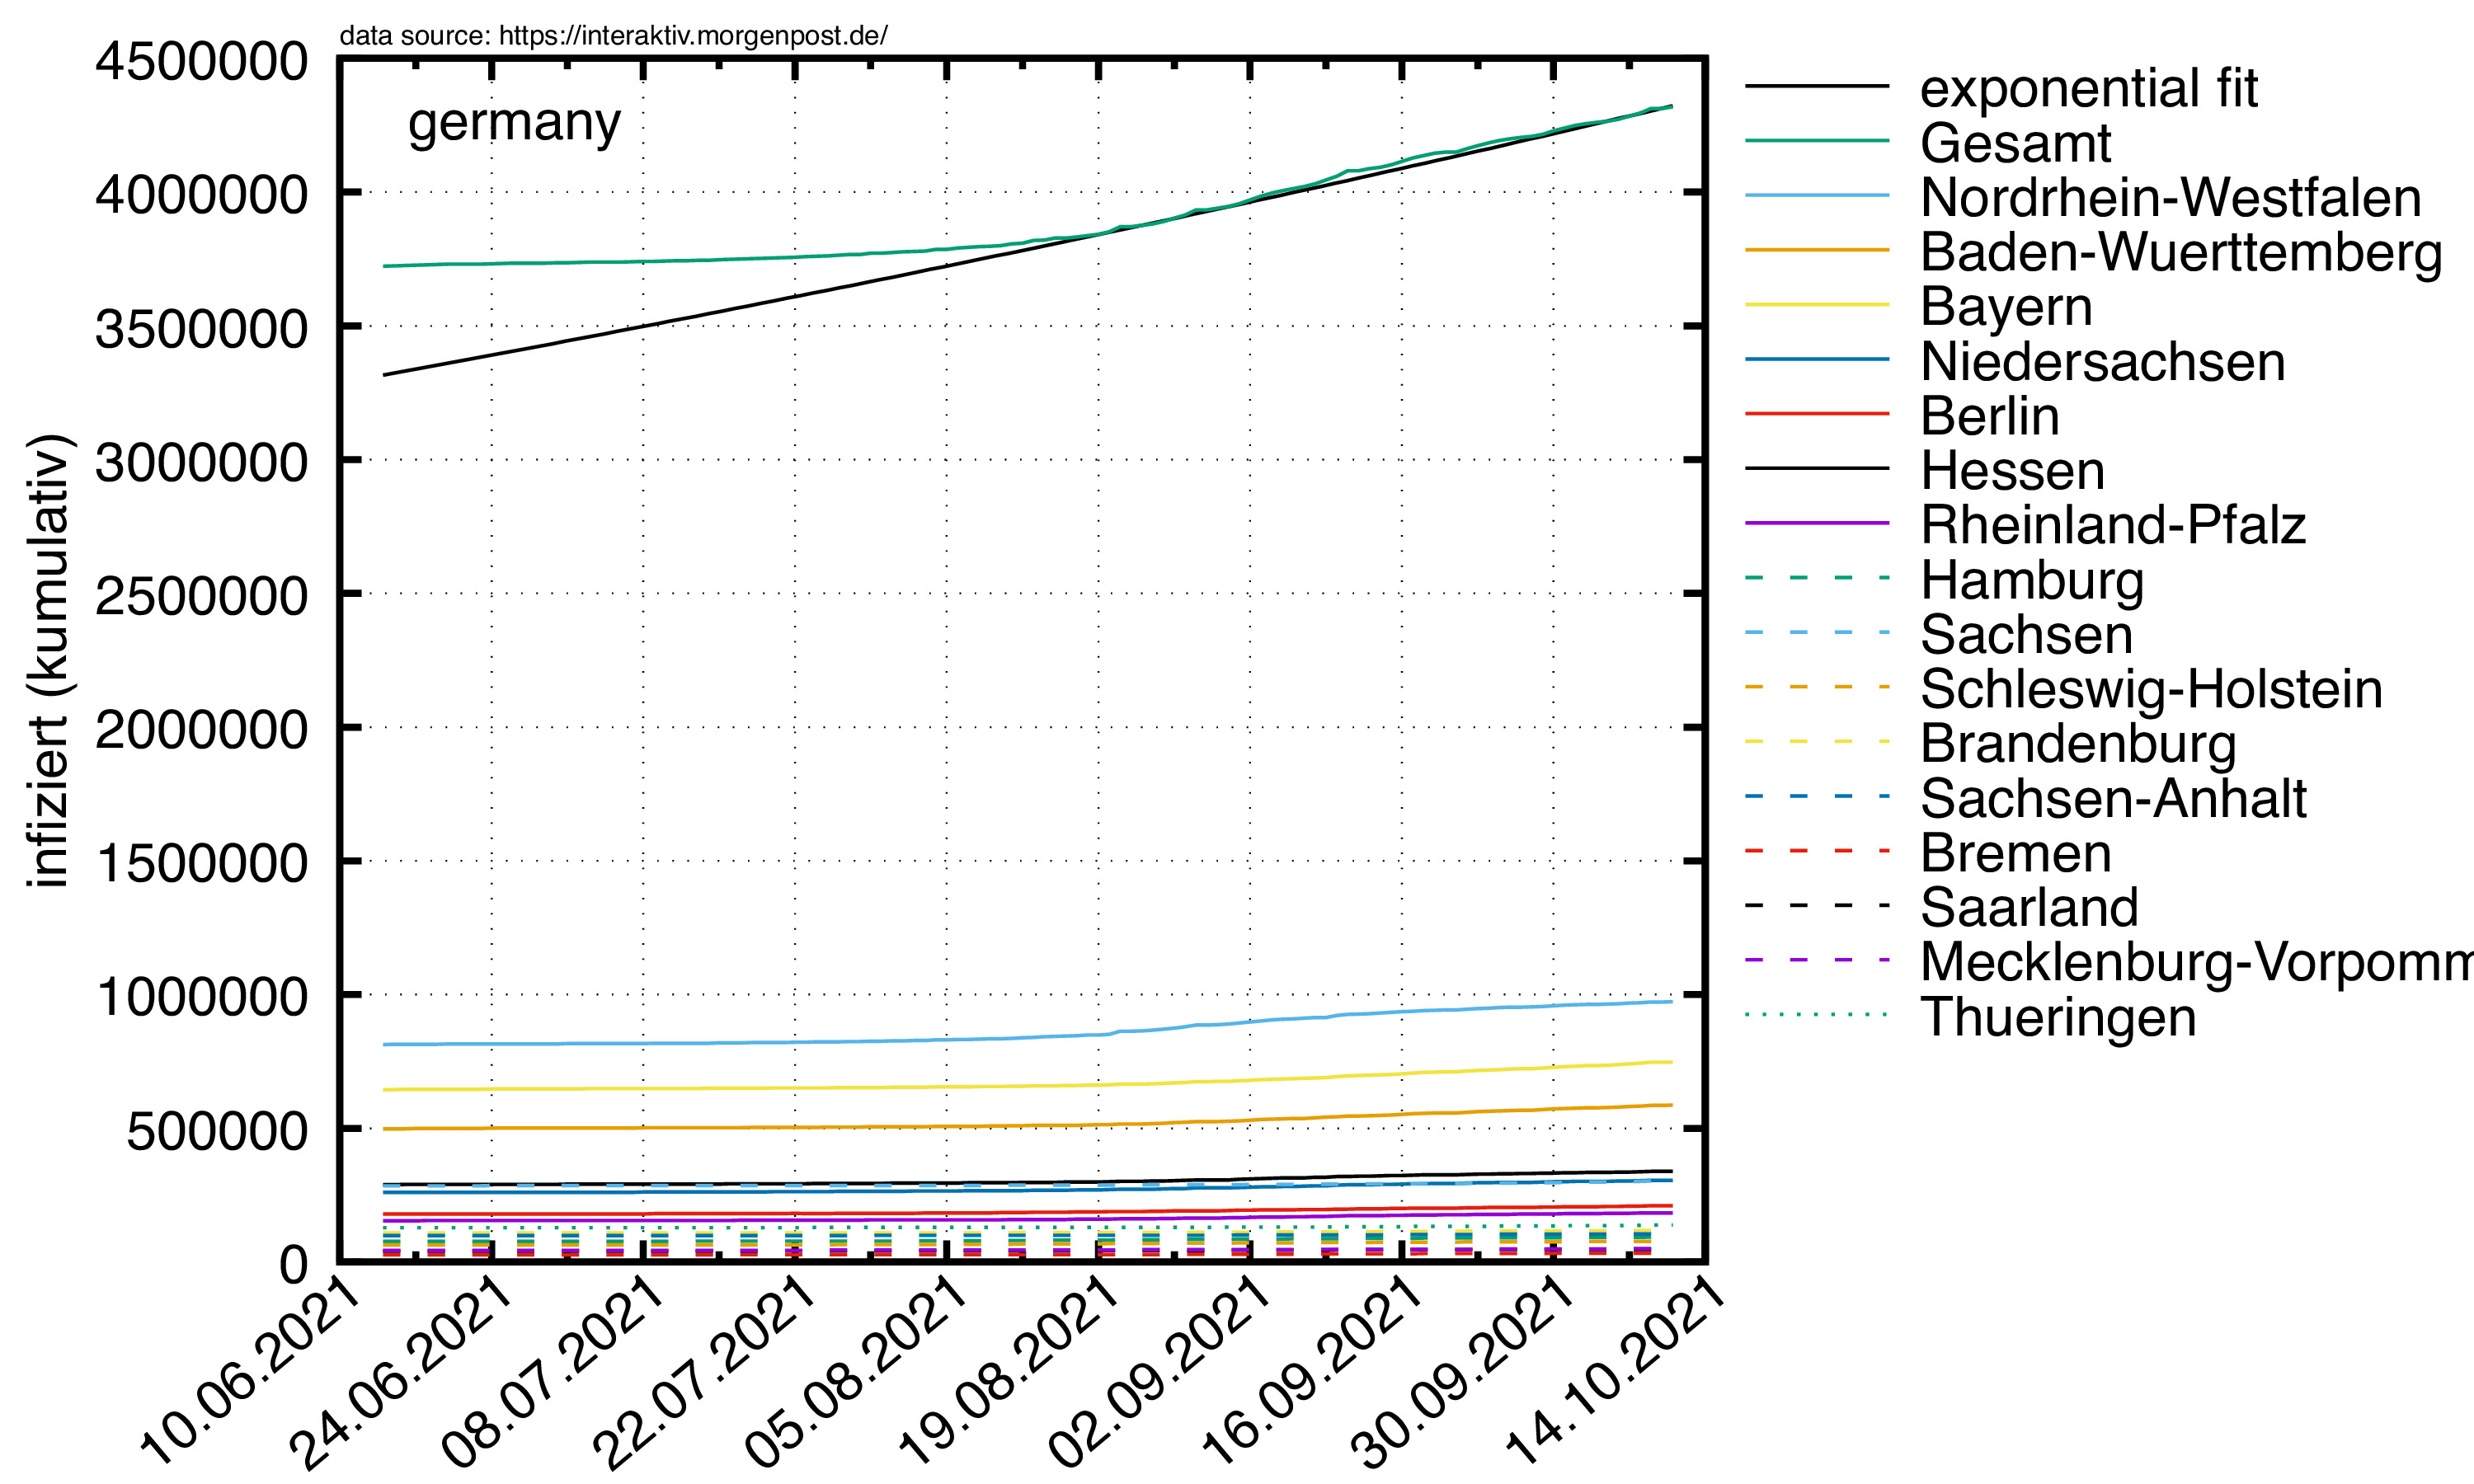 data source: https://interaktiv.morgenpost.de/
germany
infiziert (kumulativ)
4500000
4000000
3500000
3000000
2500000
2000000
1500000
1000000
500000
0
10.06.2021
24.06.2021
08.07.2021
22.07.2021
05.08.2021
19.08.2021
02.09.2021
16.09.2021
30.09.2021
14.10.2021
exponential fit
Gesamt
Nordrhein-Westfalen
Baden-Wuerttemberg
Bayern
Niedersachsen
Berlin
Hessen
Rheinland-Pfalz
Hamburg
Sachsen
Schleswig-Holstein
Brandenburg
Sachsen-Anhalt
Bremen
Saarland
Mecklenburg-Vorpomm
Thueringen